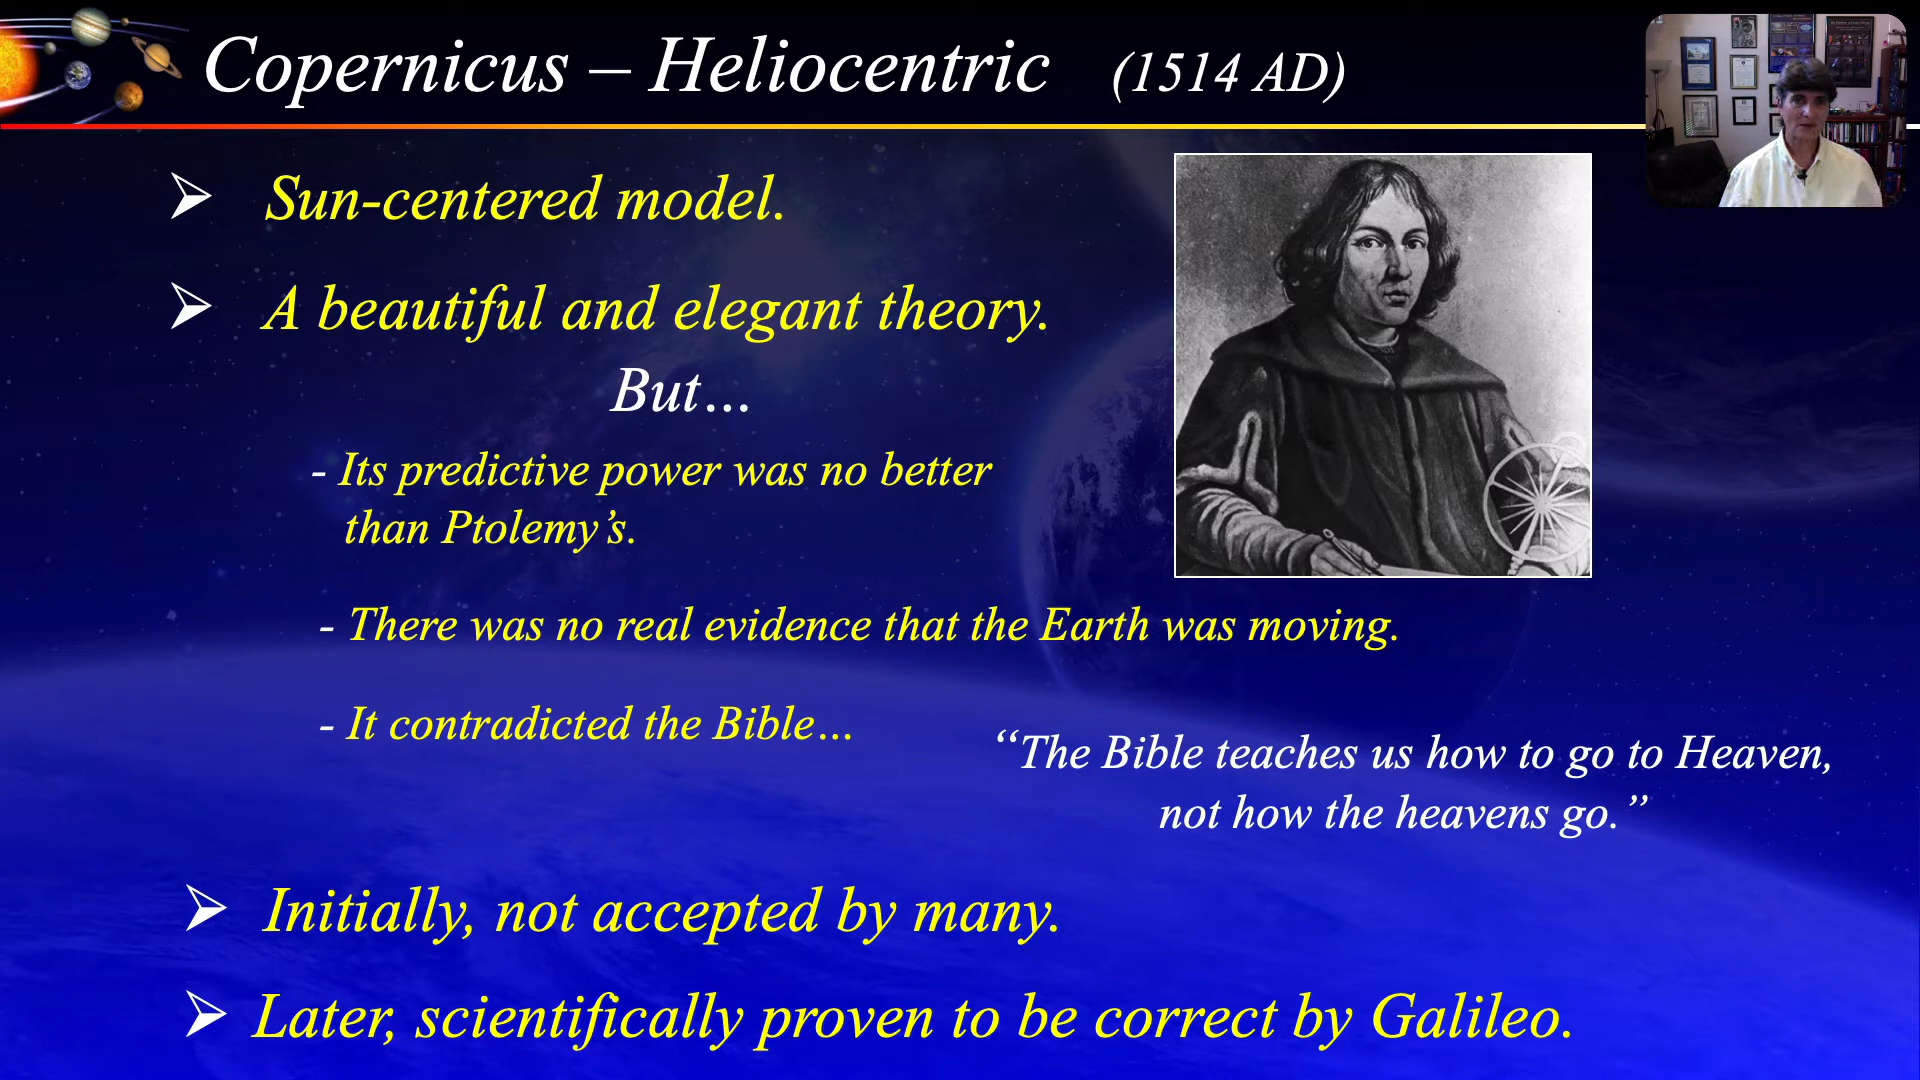 Copernicus – Heliocentric (1514 AD)
➢ Sun-centered model.
➢ A beautiful and elegant theory.
But…
- Its predictive power was no better
than Ptolemy’s.
- There was no real evidence that the Earth was moving.
- It contradicted the Bible…
“The Bible teaches us how to go to Heaven,
not how the heavens go.”
➢ Initially, not accepted by many.
➢ Later, scientifically proven to be correct by Galileo.